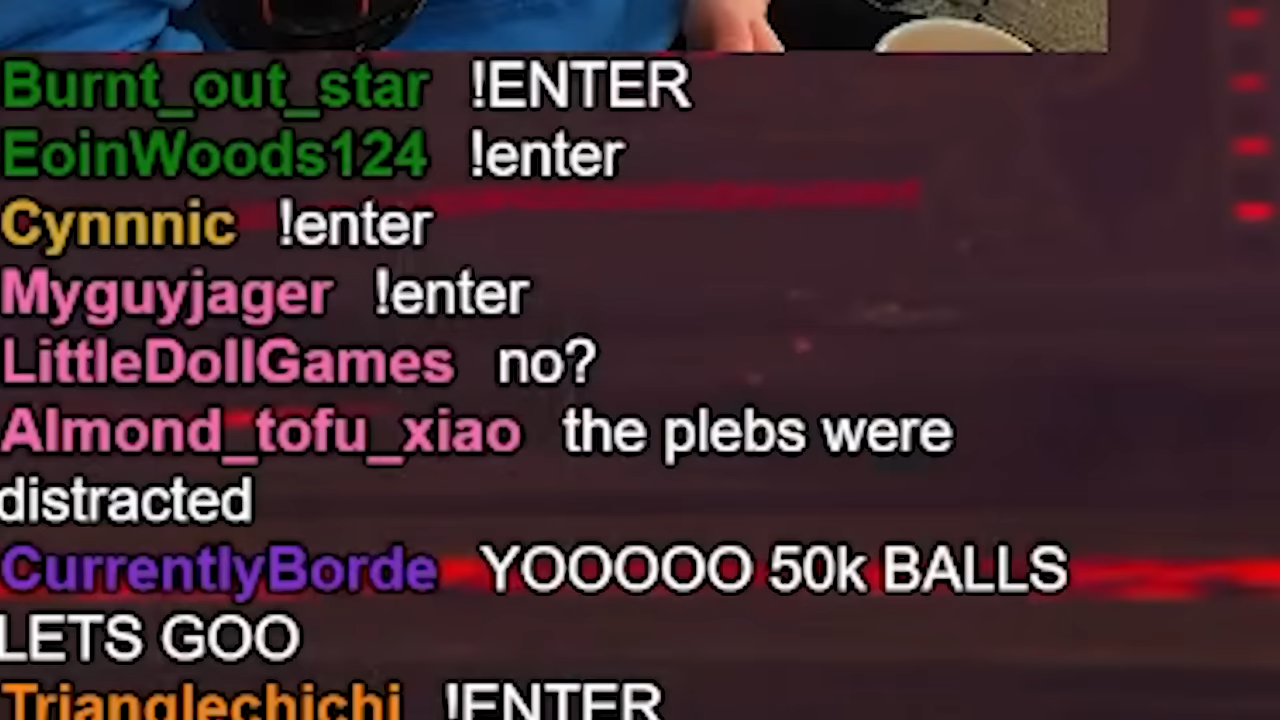 Burnt_out_star !ENTER
EoinWoods124 !enter
Cynnnic !enter
Myguyjager !enter
LittleDollGames no?
Almond_tofu_xiao the plebs were
distracted
CurrentlyBorde YOOOOO 50k BALLS
LETS GOO
Trianglechichi !ENTER